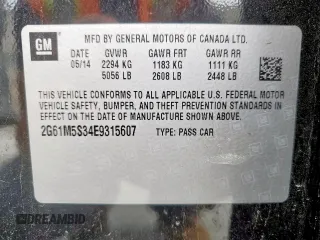 GM
MFD BY GENERAL MOTORS OF CANADA LTD.
DATE GVWR GAWR FRT GAWR RR
05/14 2294 KG 1183 KG 1111 KG
5056 LB 2608 LB 2448 LB
THIS VEHICLE CONFORMS TO ALL APPLICABLE U.S. FEDERAL MOTOR
VEHICLE SAFETY, BUMPER, AND THEFT PREVENTION STANDARDS IN
EFFECT ON THE DATE OF MANUFACTURE SHOWN ABOVE.
2G61M5S34E9315607 TYPE: PASS CAR
DREAMBID